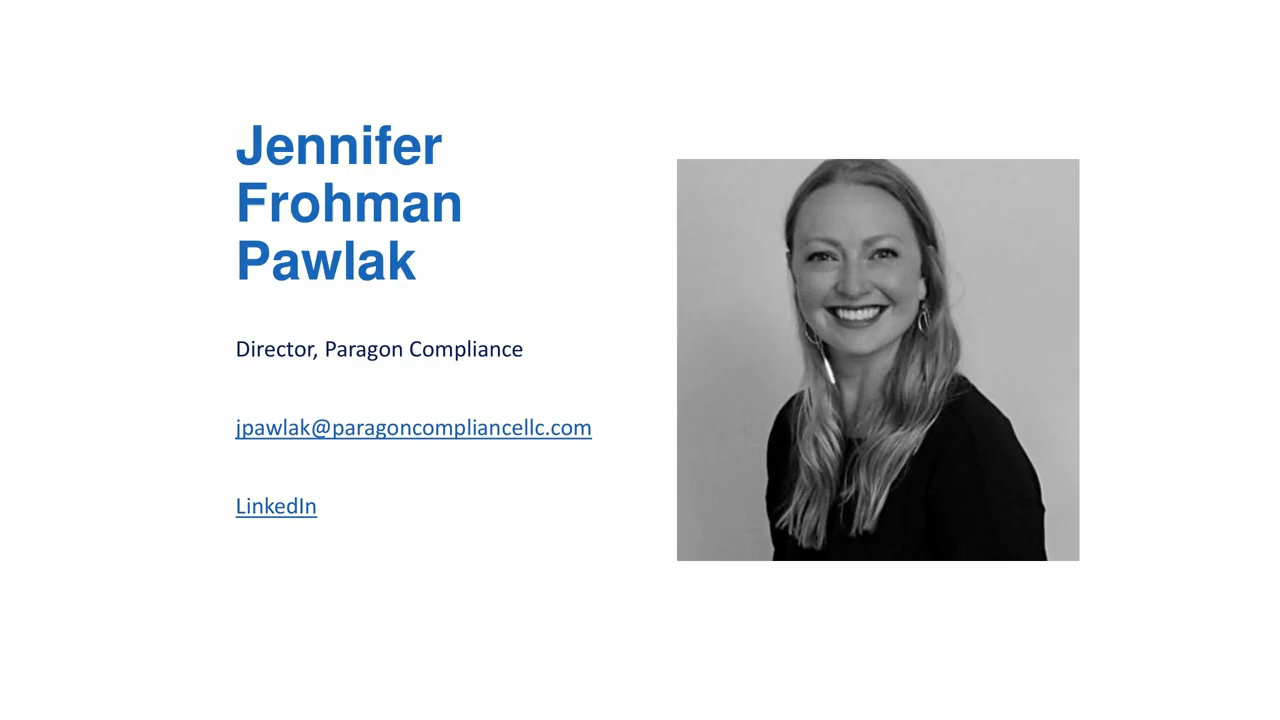 Jennifer
Frohman
Pawlak
Director, Paragon Compliance
jpawlak@paragoncompliancellc.com
LinkedIn